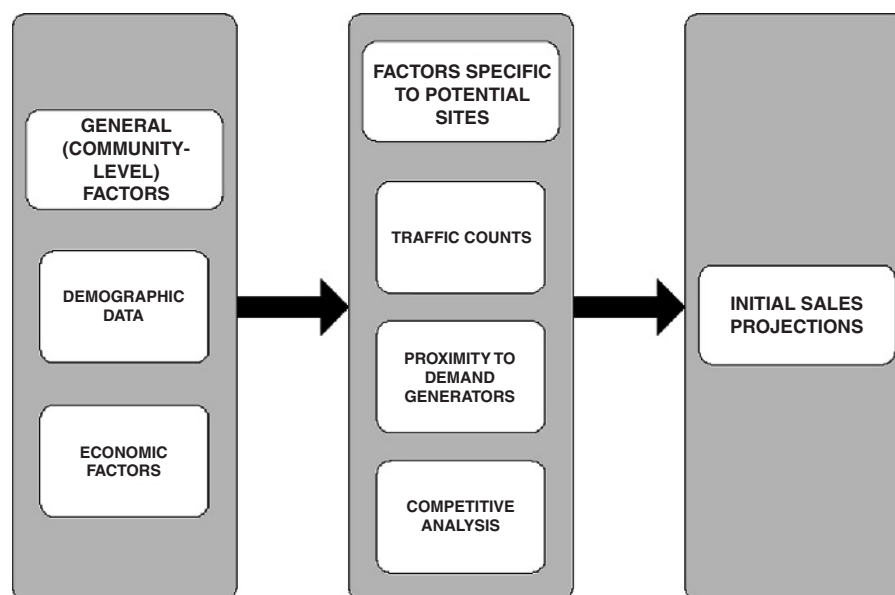 GENERAL
(COMMUNITY-
LEVEL)
FACTORS
DEMOGRAPHIC
DATA
ECONOMIC
FACTORS
FACTORS SPECIFIC
TO POTENTIAL
SITES
TRAFFIC COUNTS
PROXIMITY TO
DEMAND
GENERATORS
COMPETITIVE
ANALYSIS
INITIAL SALES
PROJECTIONS